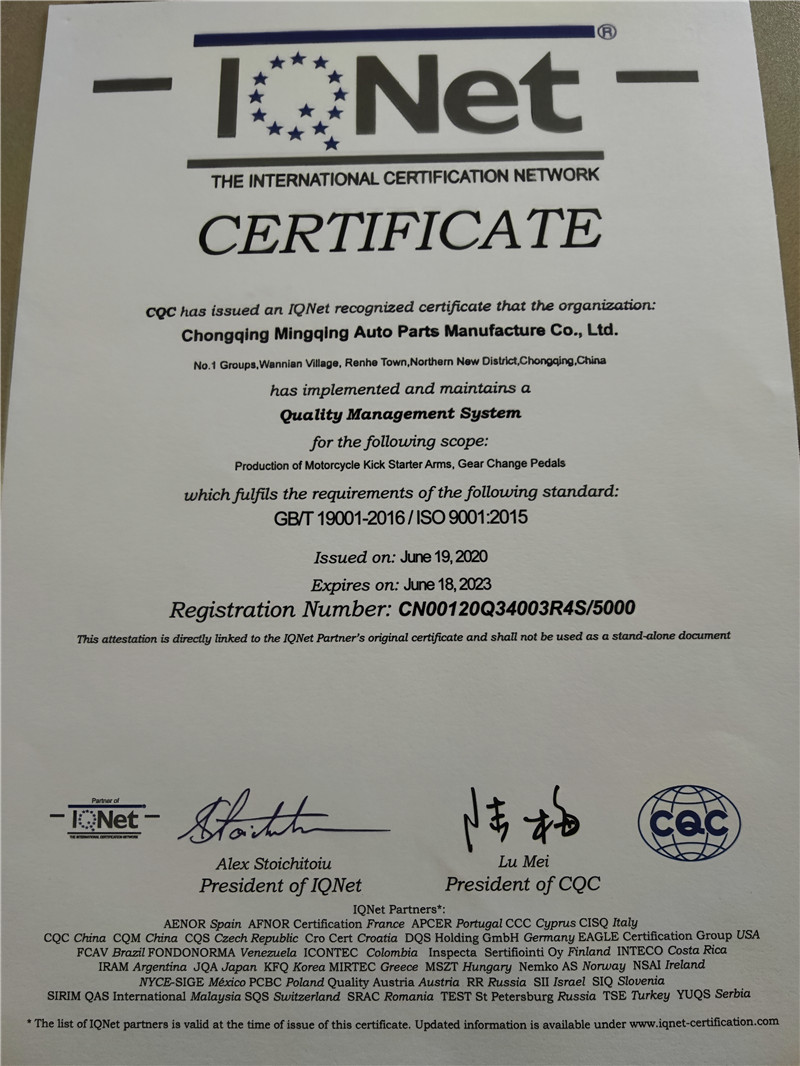 IQNet®
THE INTERNATIONAL CERTIFICATION NETWORK
CERTIFICATE
CQC has issued an IQNet recognized certificate that the organization:
Chongqing Mingqing Auto Parts Manufacture Co., Ltd.
No.1 Groups,Wannian Village, Renhe Town,Northern New District,Chongqing,China
has implemented and maintains a
Quality Management System
for the following scope:
Production of Motorcycle Kick Starter Arms, Gear Change Pedals
which fulfils the requirements of the following standard:
GB/T 19001-2016 / ISO 9001:2015
Issued on: June 19, 2020
Expires on: June 18, 2023
Registration Number: CN00120Q34003R4S/5000
This attestation is directly linked to the IQNet Partner's original certificate and shall not be used as a stand-alone document
Partner of
IQNet
THE INTERNATIONAL CERTIFICATION NETWORK
陆梅
CQC
Alex Stoichitoiu
President of IQNet
Lu Mei
President of CQC
IQNet Partners*:
AENOR Spain AFNOR Certification France APCER Portugal CCC Cyprus CISQ Italy
CQC China CQM China CQS Czech Republic Cro Cert Croatia DQS Holding GmbH Germany EAGLE Certification Group USA
FCAV Brazil FONDONORMA Venezuela ICONTEC Colombia Inspecta Sertifiointi Oy Finland INTECO Costa Rica
IRAM Argentina JQA Japan KFQ Korea MIRTEC Greece MSZT Hungary Nemko AS Norway NSAI Ireland
NYCE-SIGE México PCBC Poland Quality Austria Austria RR Russia SII Israel SIQ Slovenia
SIRIM QAS International Malaysia SQS Switzerland SRAC Romania TEST St Petersburg Russia TSE Turkey YUQS Serbia
* The list of IQNet partners is valid at the time of issue of this certificate. Updated information is available under www.iqnet-certification.com